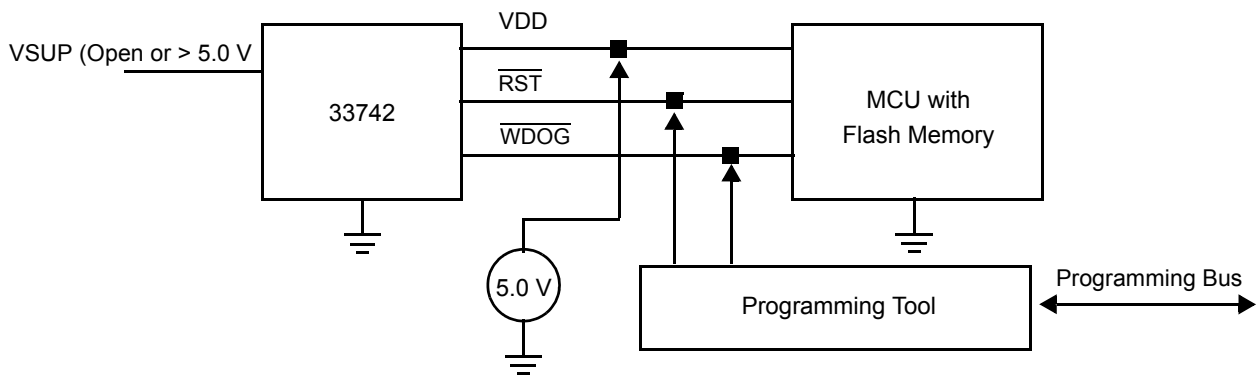 VDD
VSUP (Open or > 5.0 V
RST
33742
MCU with
Flash Memory
WDOG
5.0 V
Programming Tool
Programming Bus